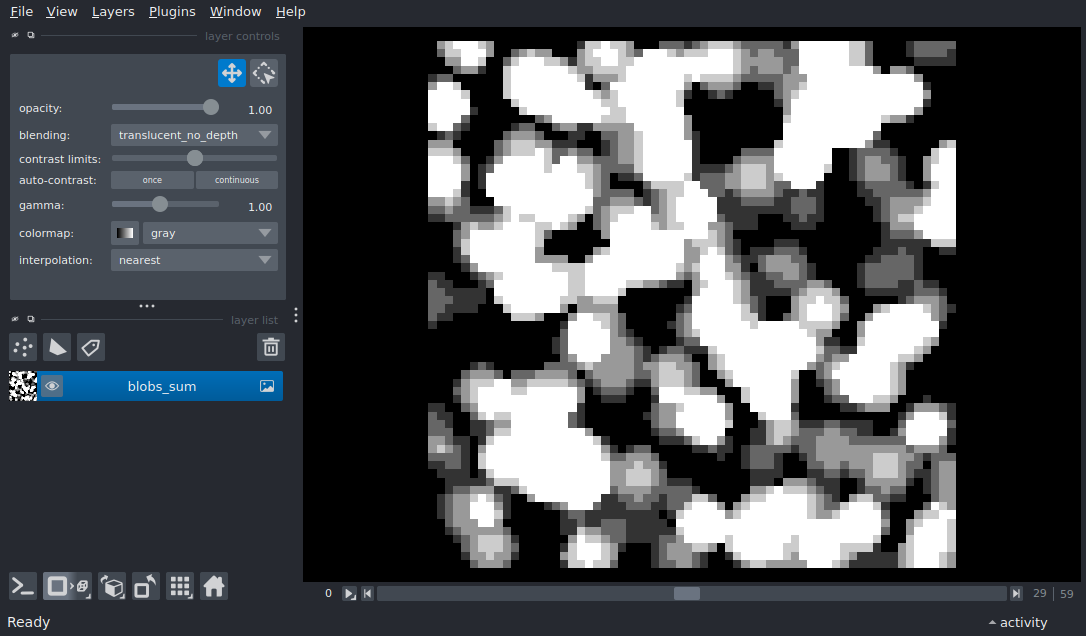 File View Layers Plugins Window Help
layer controls
opacity: 1.00
blending: translucent_no_depth
contrast limits:
auto-contrast: once continuous
gamma: 1.00
colormap: gray
interpolation: nearest
layer list
blobs_sum
0 29 59
Ready activity